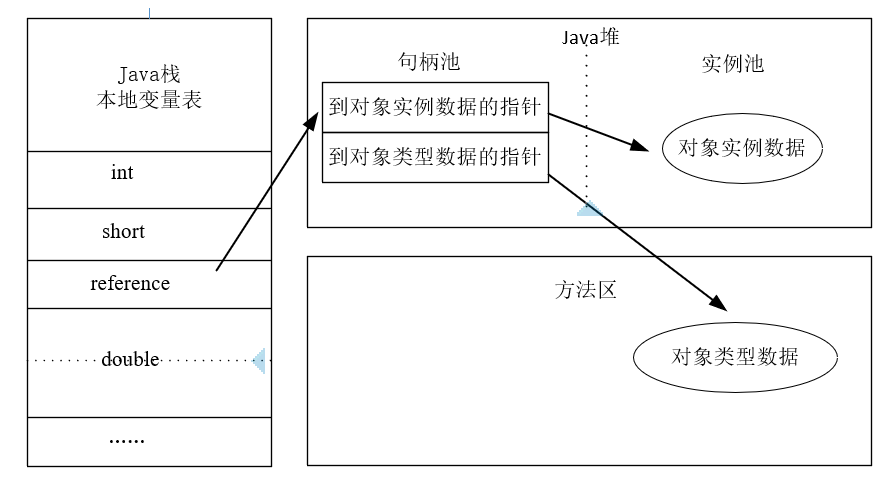 Java栈
本地变量表
int
short
reference
double
......
Java堆
句柄池
实例池
到对象实例数据的指针
到对象类型数据的指针
对象实例数据
方法区
对象类型数据